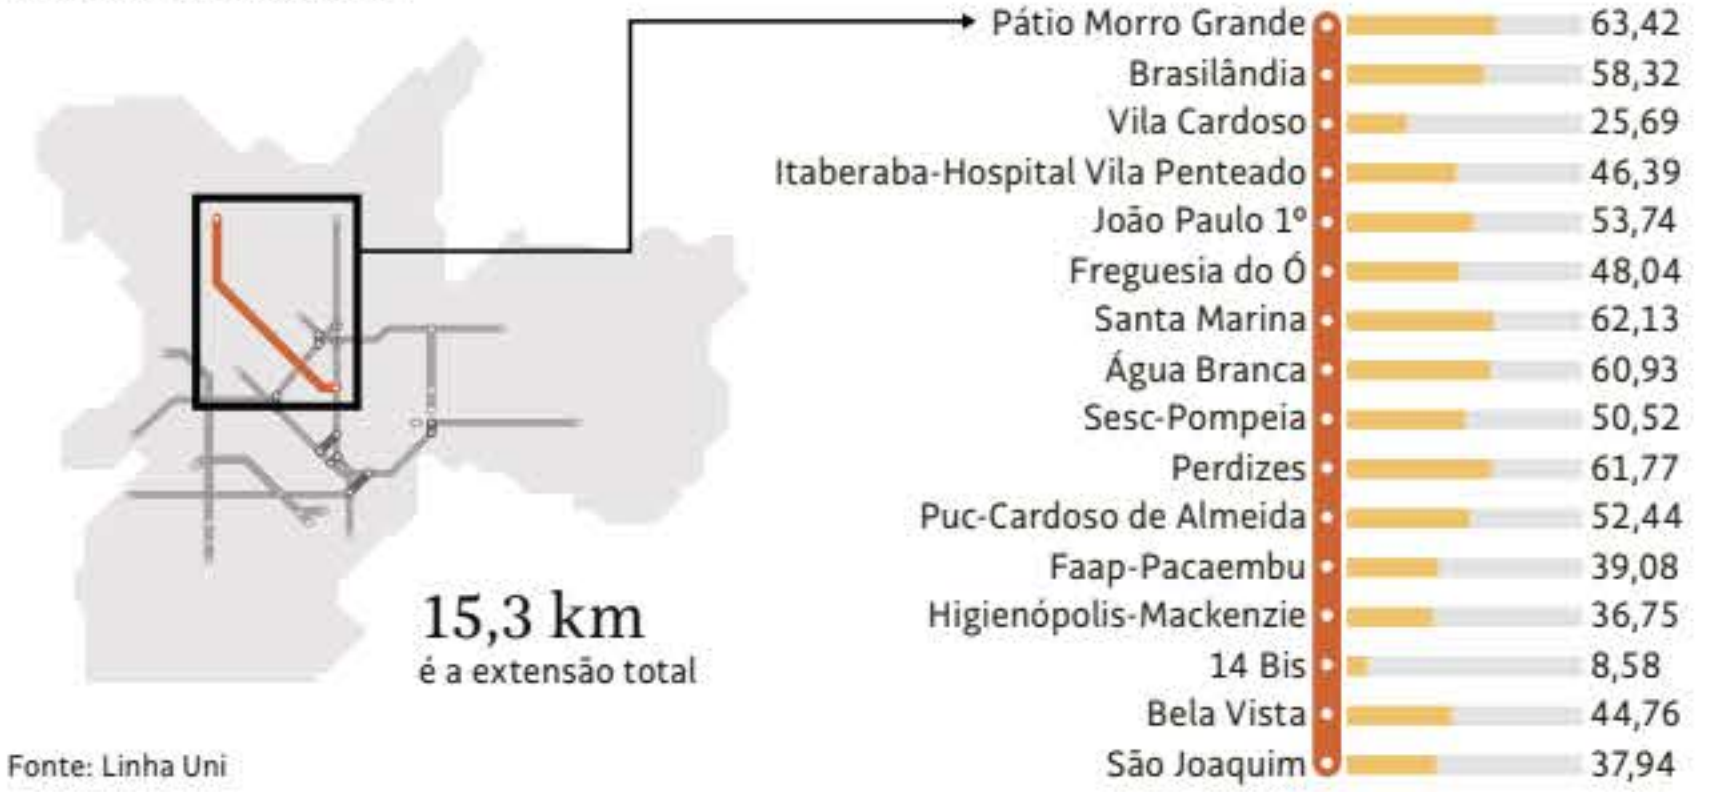 Pátio Morro Grande 63,42
Brasilândia 58,32
Vila Cardoso 25,69
Itaberaba-Hospital Vila Penteado 46,39
João Paulo 1º 53,74
Freguesia do Ó 48,04
Santa Marina 62,13
Água Branca 60,93
Sesc-Pompeia 50,52
Perdizes 61,77
Puc-Cardoso de Almeida 52,44
Faap-Pacaembu 39,08
Higienópolis-Mackenzie 36,75
14 Bis 8,58
Bela Vista 44,76
São Joaquim 37,94
15,3 km
é a extensão total
Fonte: Linha Uni